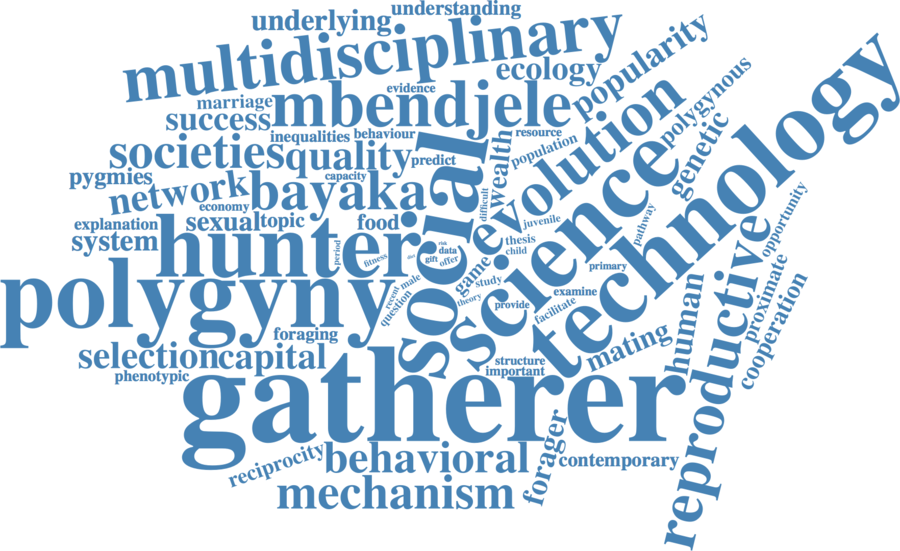 understanding
underlying
multidisciplinary
popularity
ecology
evidence
marriage
mbendjele
polygynous
success
inequalities
behaviour
resource
societies
quality
predict
population
wealth
evolution
genetic
technology
pygmies
capacity
network
bayaka
social
difficult
science
economy
juvenile
pathway
opportunity
explanation
sexual
topic
food
system
hunter
period
fitness
diet
risk
data
gift
offer
game
thesis
child
primary
polygyny
recent
male
question
study
theory
provide
examine
facilitate
human
reproductive
proximate
cooperation
foraging
selection
capital
phenotypic
structure
important
mating
gatherer
reciprocity
behavioral
forager
contemporary
mechanism